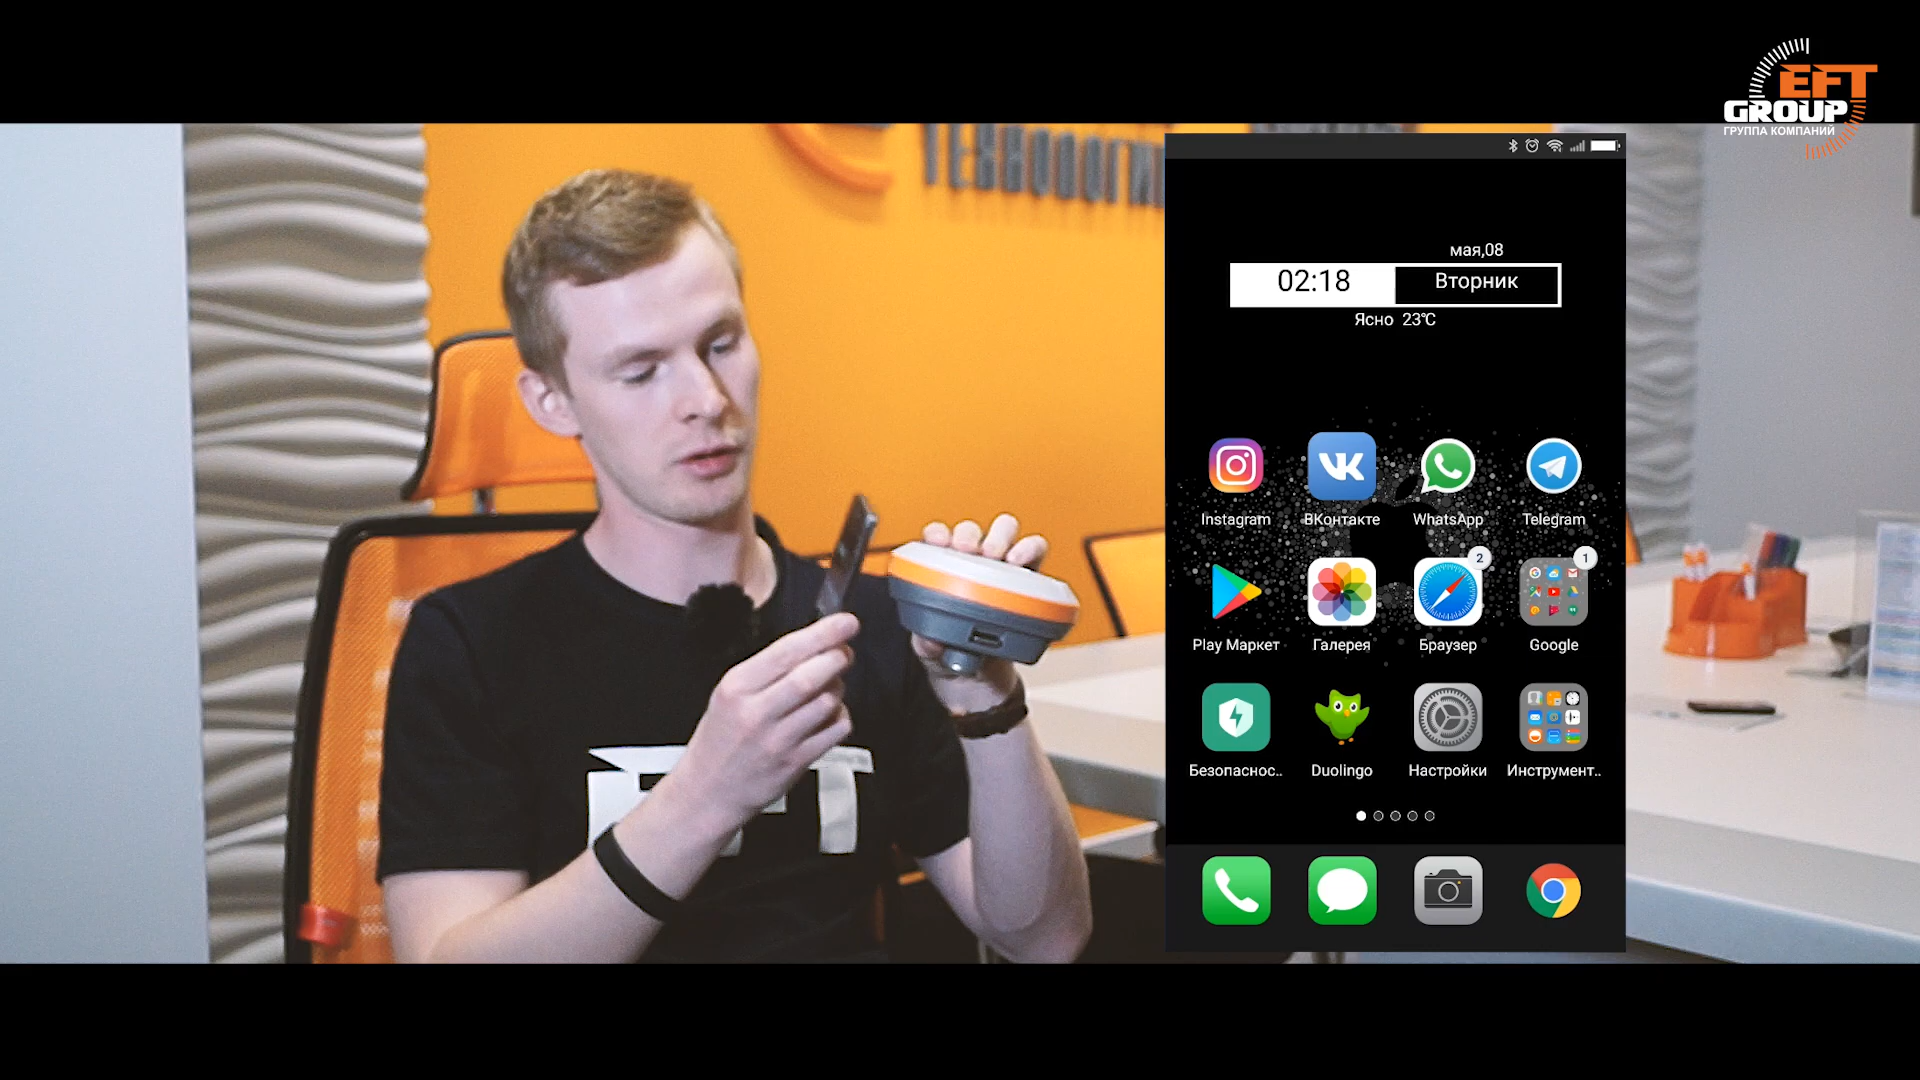 EFT
GROUP
ГРУППА КОМПАНИЙ
мая,08
02:18
Вторник
Ясно 23℃
Instagram
ВКонтакте
WhatsApp
Telegram
2
1
Play Маркет
Галерея
Браузер
Google
Безопаснос..
Duolingo
Настройки
Инструмент..
EFT